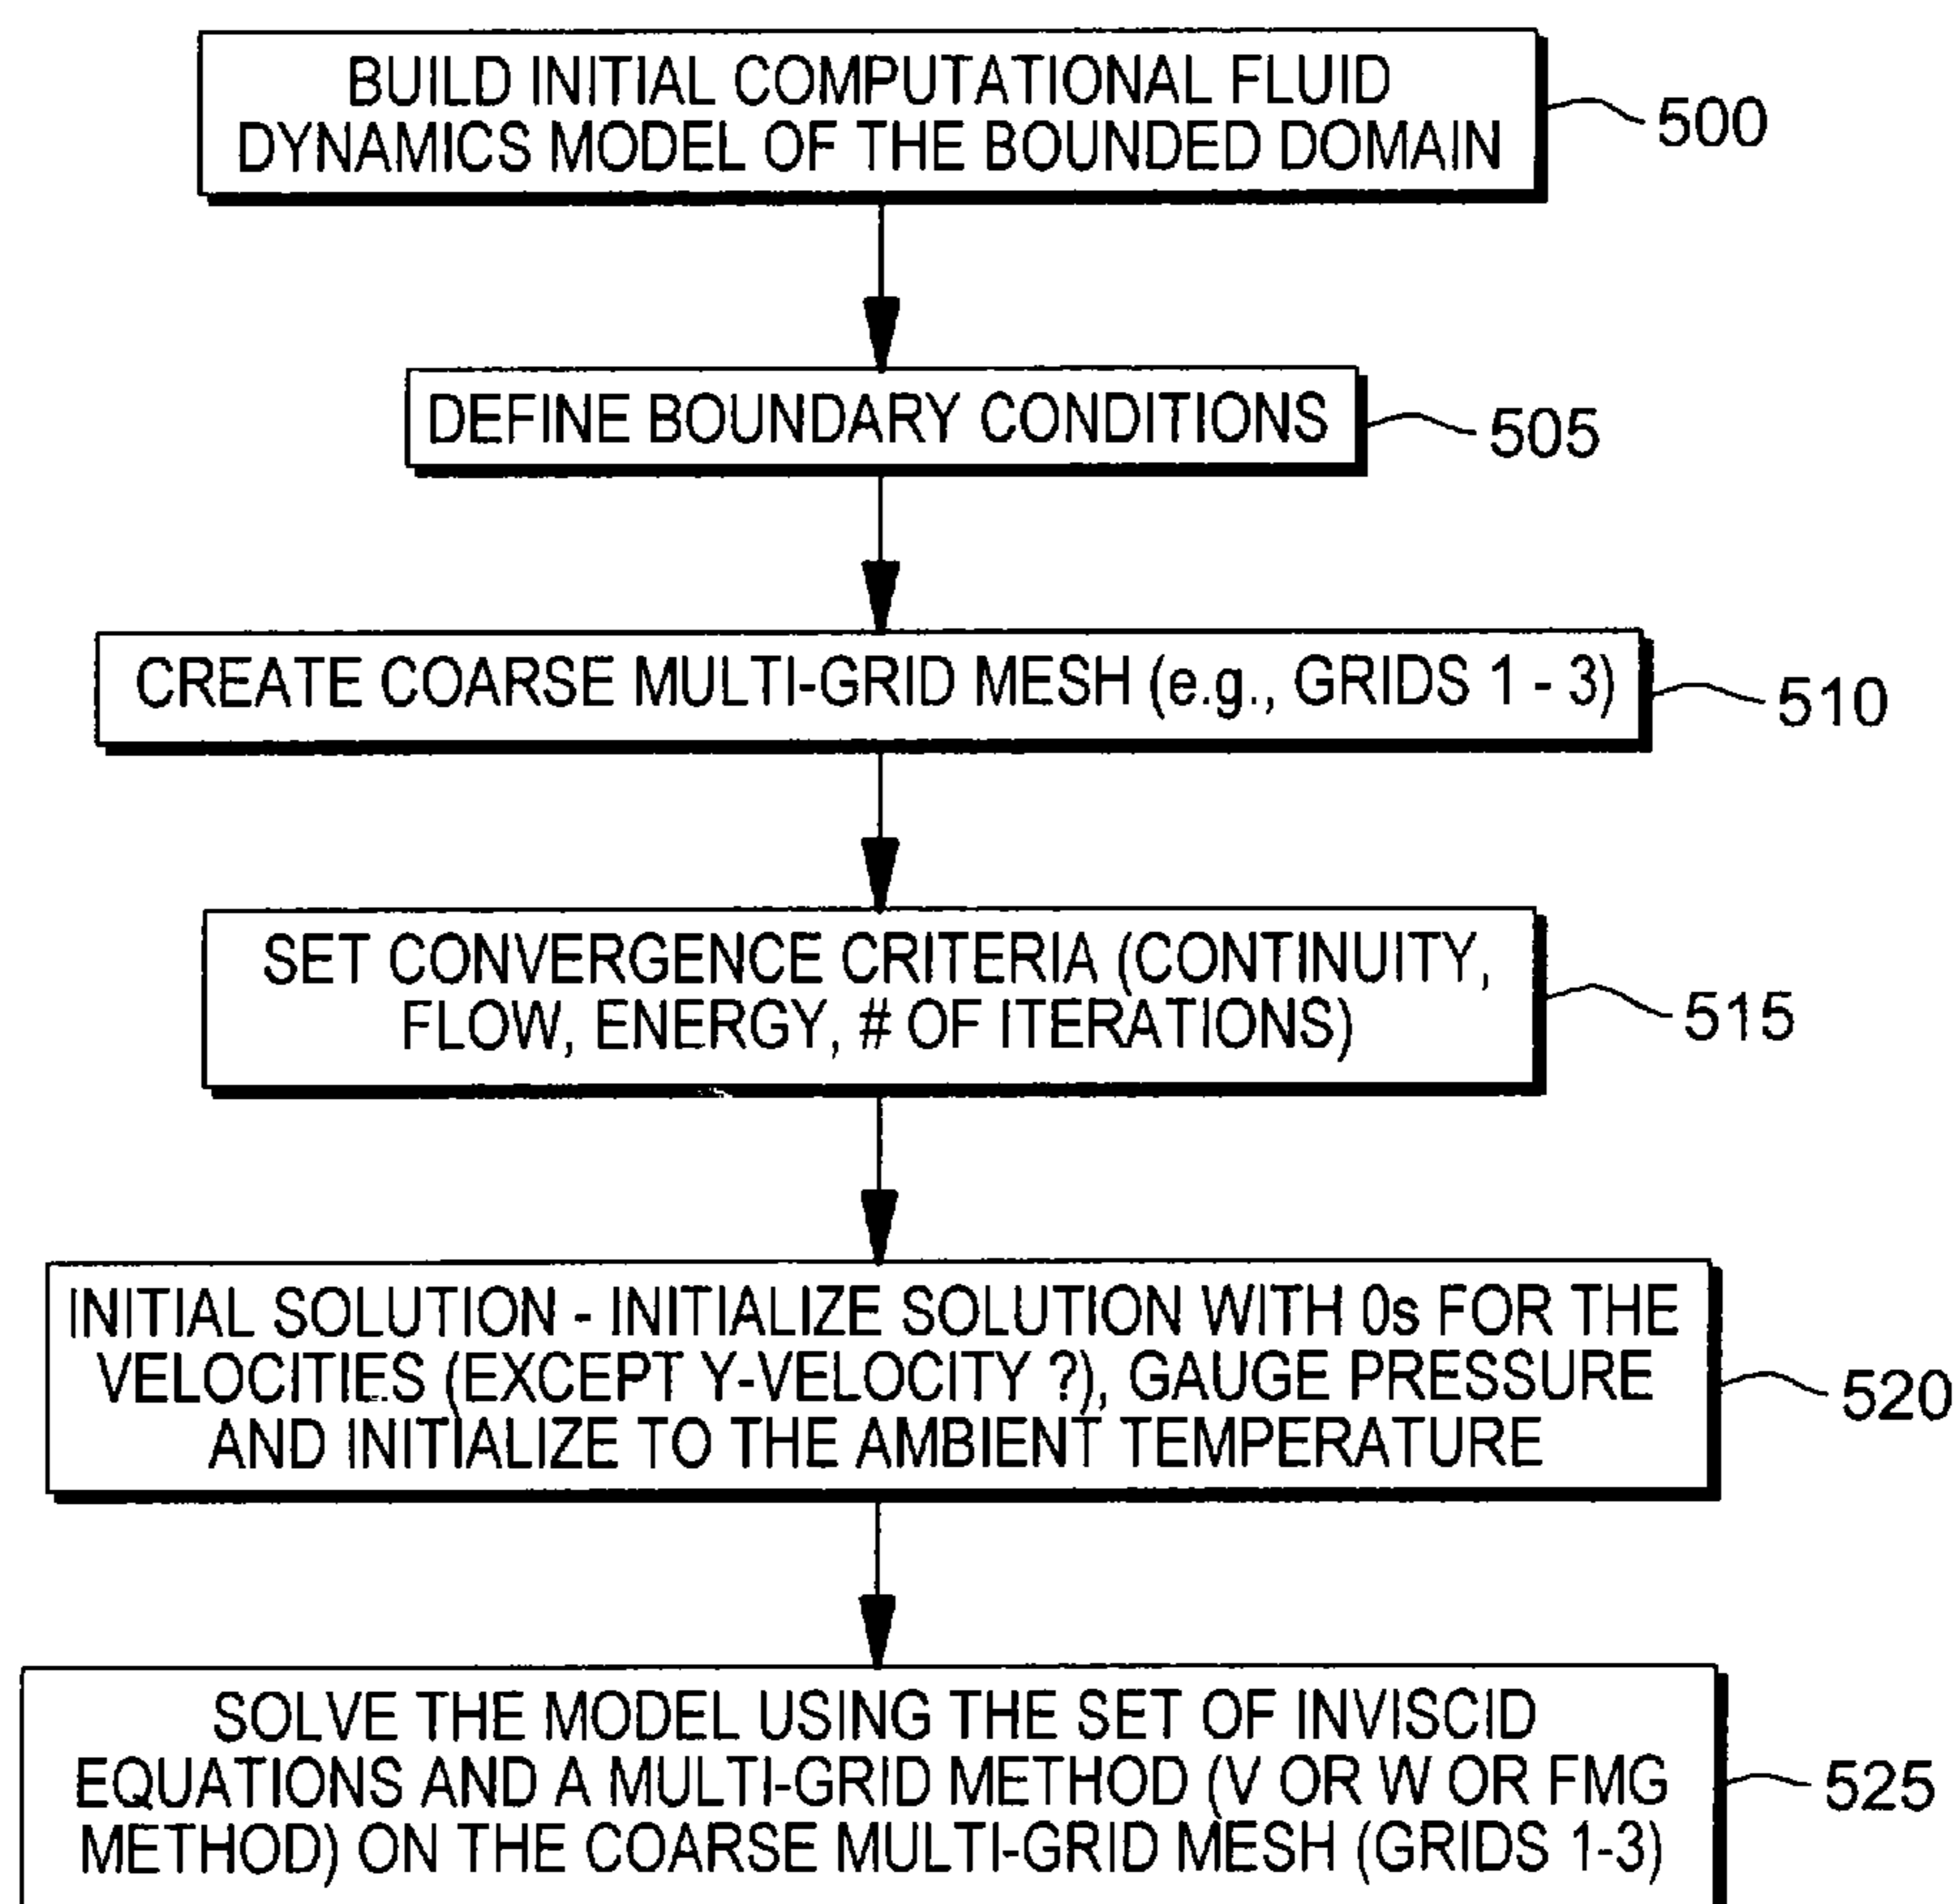 BUILD INITIAL COMPUTATIONAL FLUID
DYNAMICS MODEL OF THE BOUNDED DOMAIN
500
DEFINE BOUNDARY CONDITIONS
505
CREATE COARSE MULTI-GRID MESH (e.g., GRIDS 1 - 3)
510
SET CONVERGENCE CRITERIA (CONTINUITY,
FLOW, ENERGY, # OF ITERATIONS)
515
INITIAL SOLUTION - INITIALIZE SOLUTION WITH 0s FOR THE
VELOCITIES (EXCEPT Y-VELOCITY ?), GAUGE PRESSURE
AND INITIALIZE TO THE AMBIENT TEMPERATURE
520
SOLVE THE MODEL USING THE SET OF INVISCID
EQUATIONS AND A MULTI-GRID METHOD (V OR W OR FMG
METHOD) ON THE COARSE MULTI-GRID MESH (GRIDS 1-3)
525